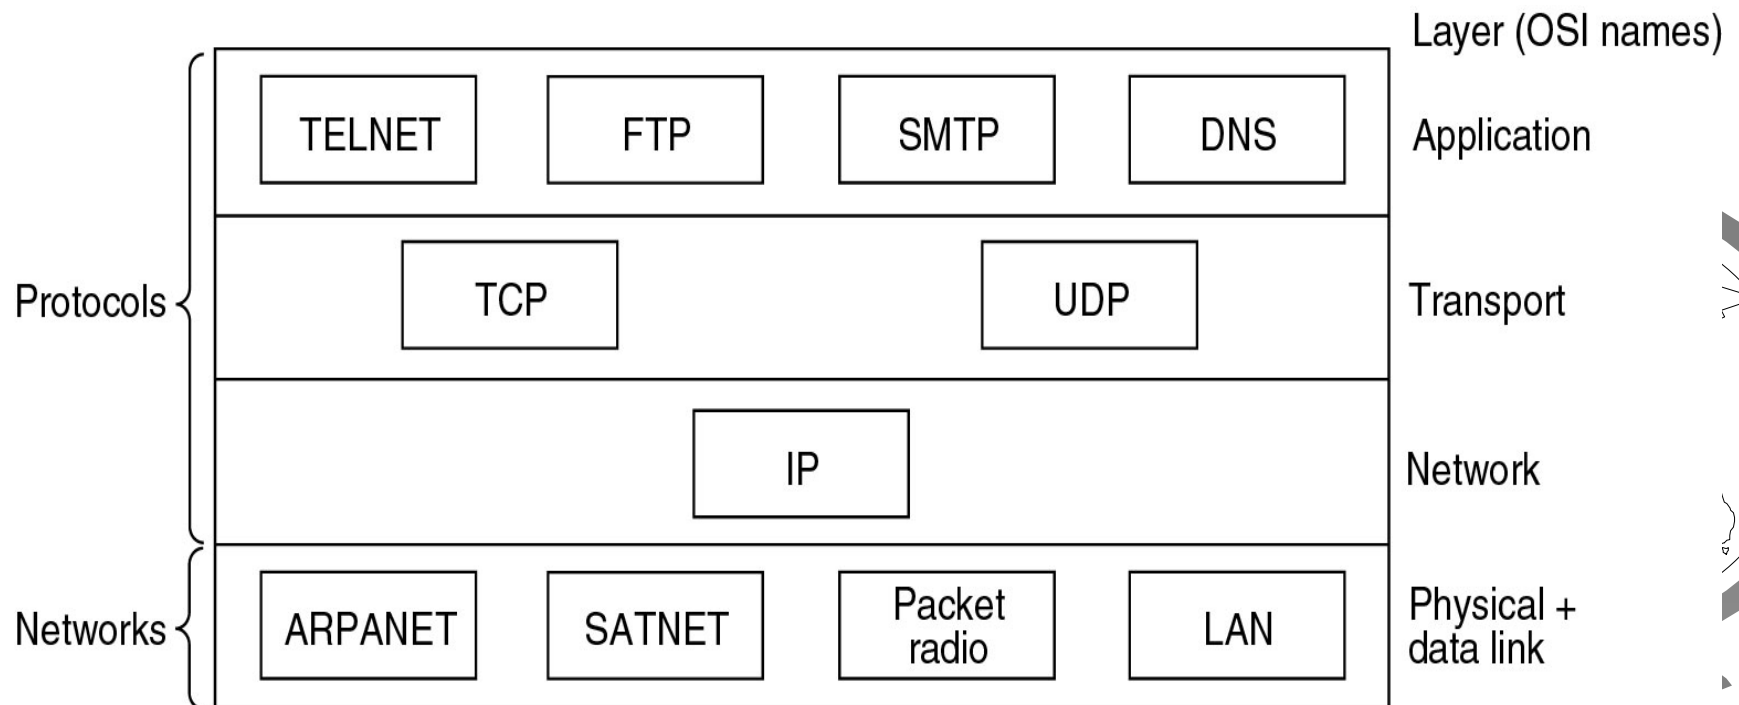 Layer (OSI names)
TELNET FTP SMTP DNS Application
Protocols TCP UDP Transport
IP Network
Networks ARPANET SATNET Packet radio LAN Physical +
data link